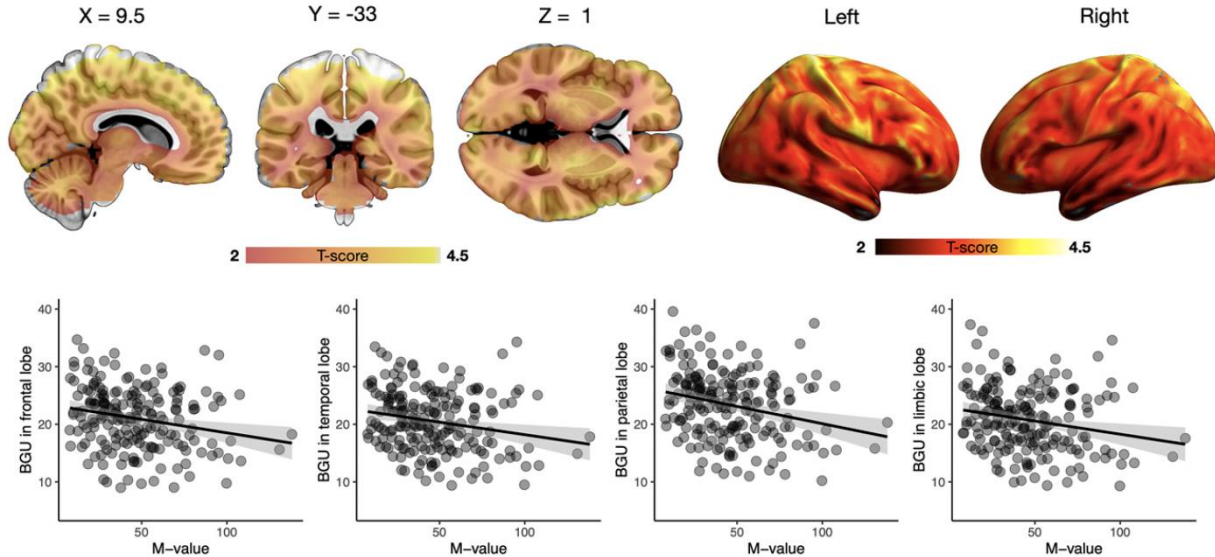 X = 9.5
Y = -33
Z = 1
Left
Right
2
T-score
4.5
2
T-score
4.5
BGU in frontal lobe
40
30
20
10
50
100
M-value
BGU in temporal lobe
40
30
20
10
50
100
M-value
BGU in parietal lobe
40
30
20
10
50
100
M-value
BGU in limbic lobe
40
30
20
10
50
100
M-value